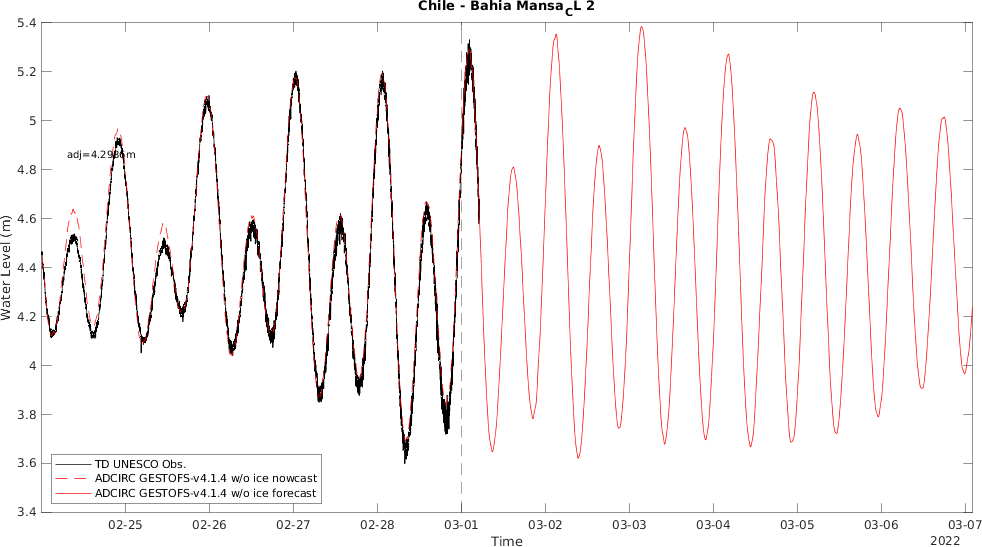 Chile - Bahia Mansa_CL 2
5.4
5.2
5
4.8
4.6
4.4
4.2
4
3.8
3.6
3.4
Water Level (m)
adj=4.2986m
TD UNESCO Obs.
ADCIRC GESTOFS-v4.1.4 w/o ice nowcast
ADCIRC GESTOFS-v4.1.4 w/o ice forecast
02-25 02-26 02-27 02-28 03-01 03-02 03-03 03-04 03-05 03-06 03-07
Time
2022